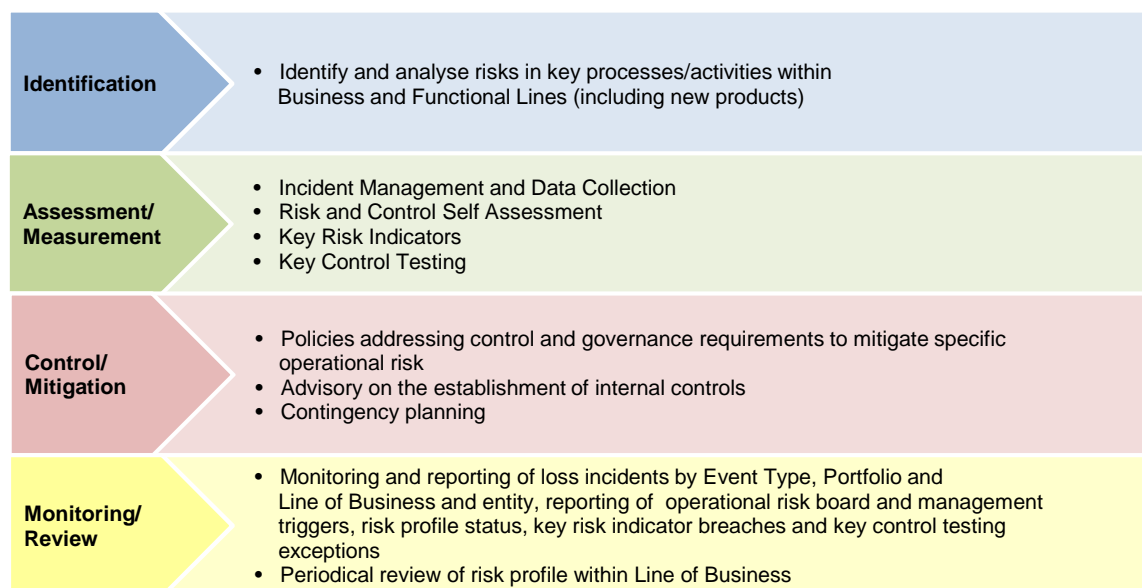 Identification
• Identify and analyse risks in key processes/activities within
Business and Functional Lines (including new products)
Assessment/
Measurement
• Incident Management and Data Collection
• Risk and Control Self Assessment
• Key Risk Indicators
• Key Control Testing
Control/
Mitigation
• Policies addressing control and governance requirements to mitigate specific
operational risk
• Advisory on the establishment of internal controls
• Contingency planning
Monitoring/
Review
• Monitoring and reporting of loss incidents by Event Type, Portfolio and
Line of Business and entity, reporting of operational risk board and management
triggers, risk profile status, key risk indicator breaches and key control testing
exceptions
• Periodical review of risk profile within Line of Business